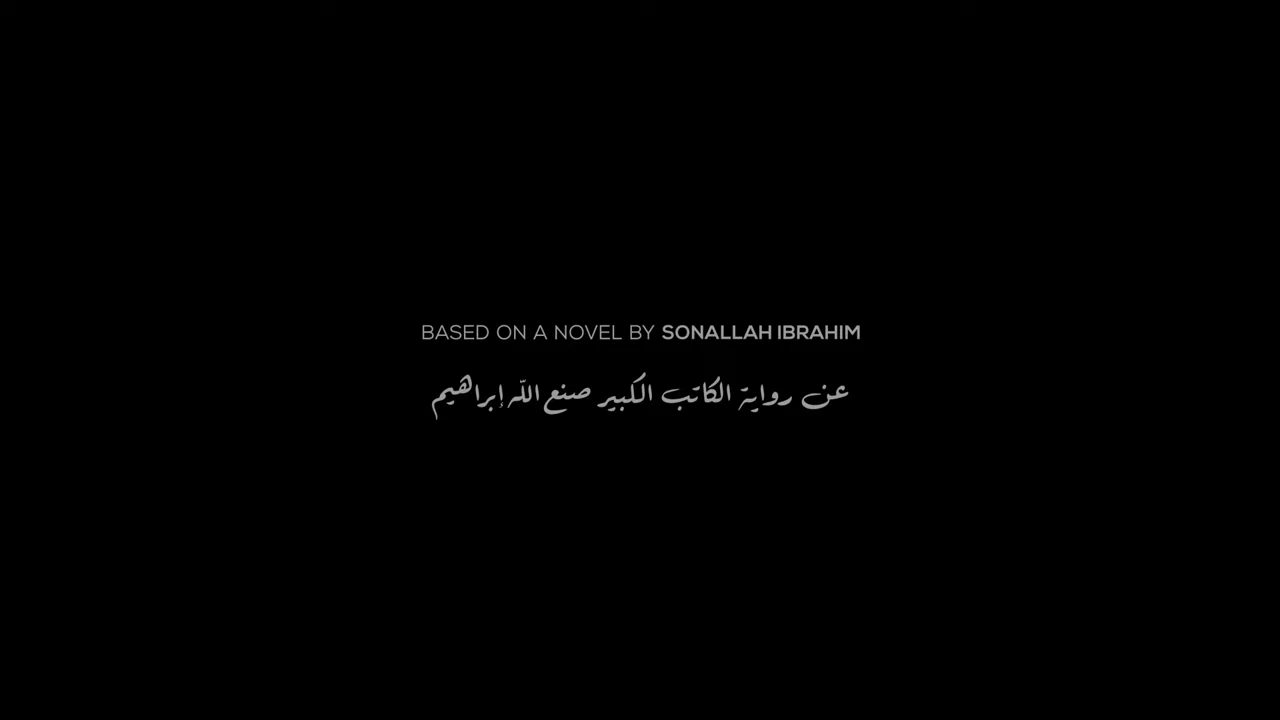 BASED ON A NOVEL BY SONALLAH IBRAHIM
عن رواية الكاتب الكبير صنع الله إبراهيم